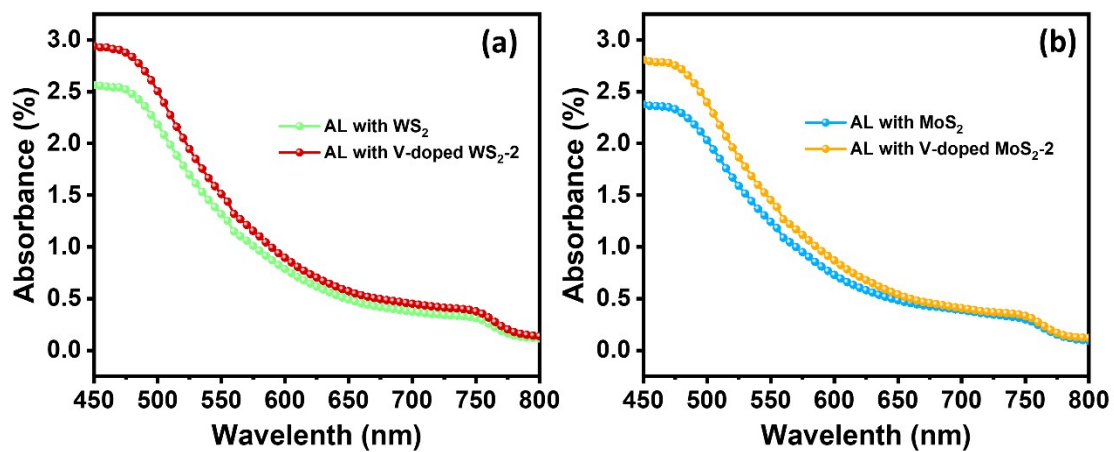 (a)
Absorbance (%)
3.0
2.5
2.0
1.5
1.0
0.5
0.0
AL with WS₂
AL with V-doped WS₂-2
450 500 550 600 650 700 750 800
Wavelenth (nm)
(b)
Absorbance (%)
3.0
2.5
2.0
1.5
1.0
0.5
0.0
AL with MoS₂
AL with V-doped MoS₂-2
450 500 550 600 650 700 750 800
Wavelenth (nm)